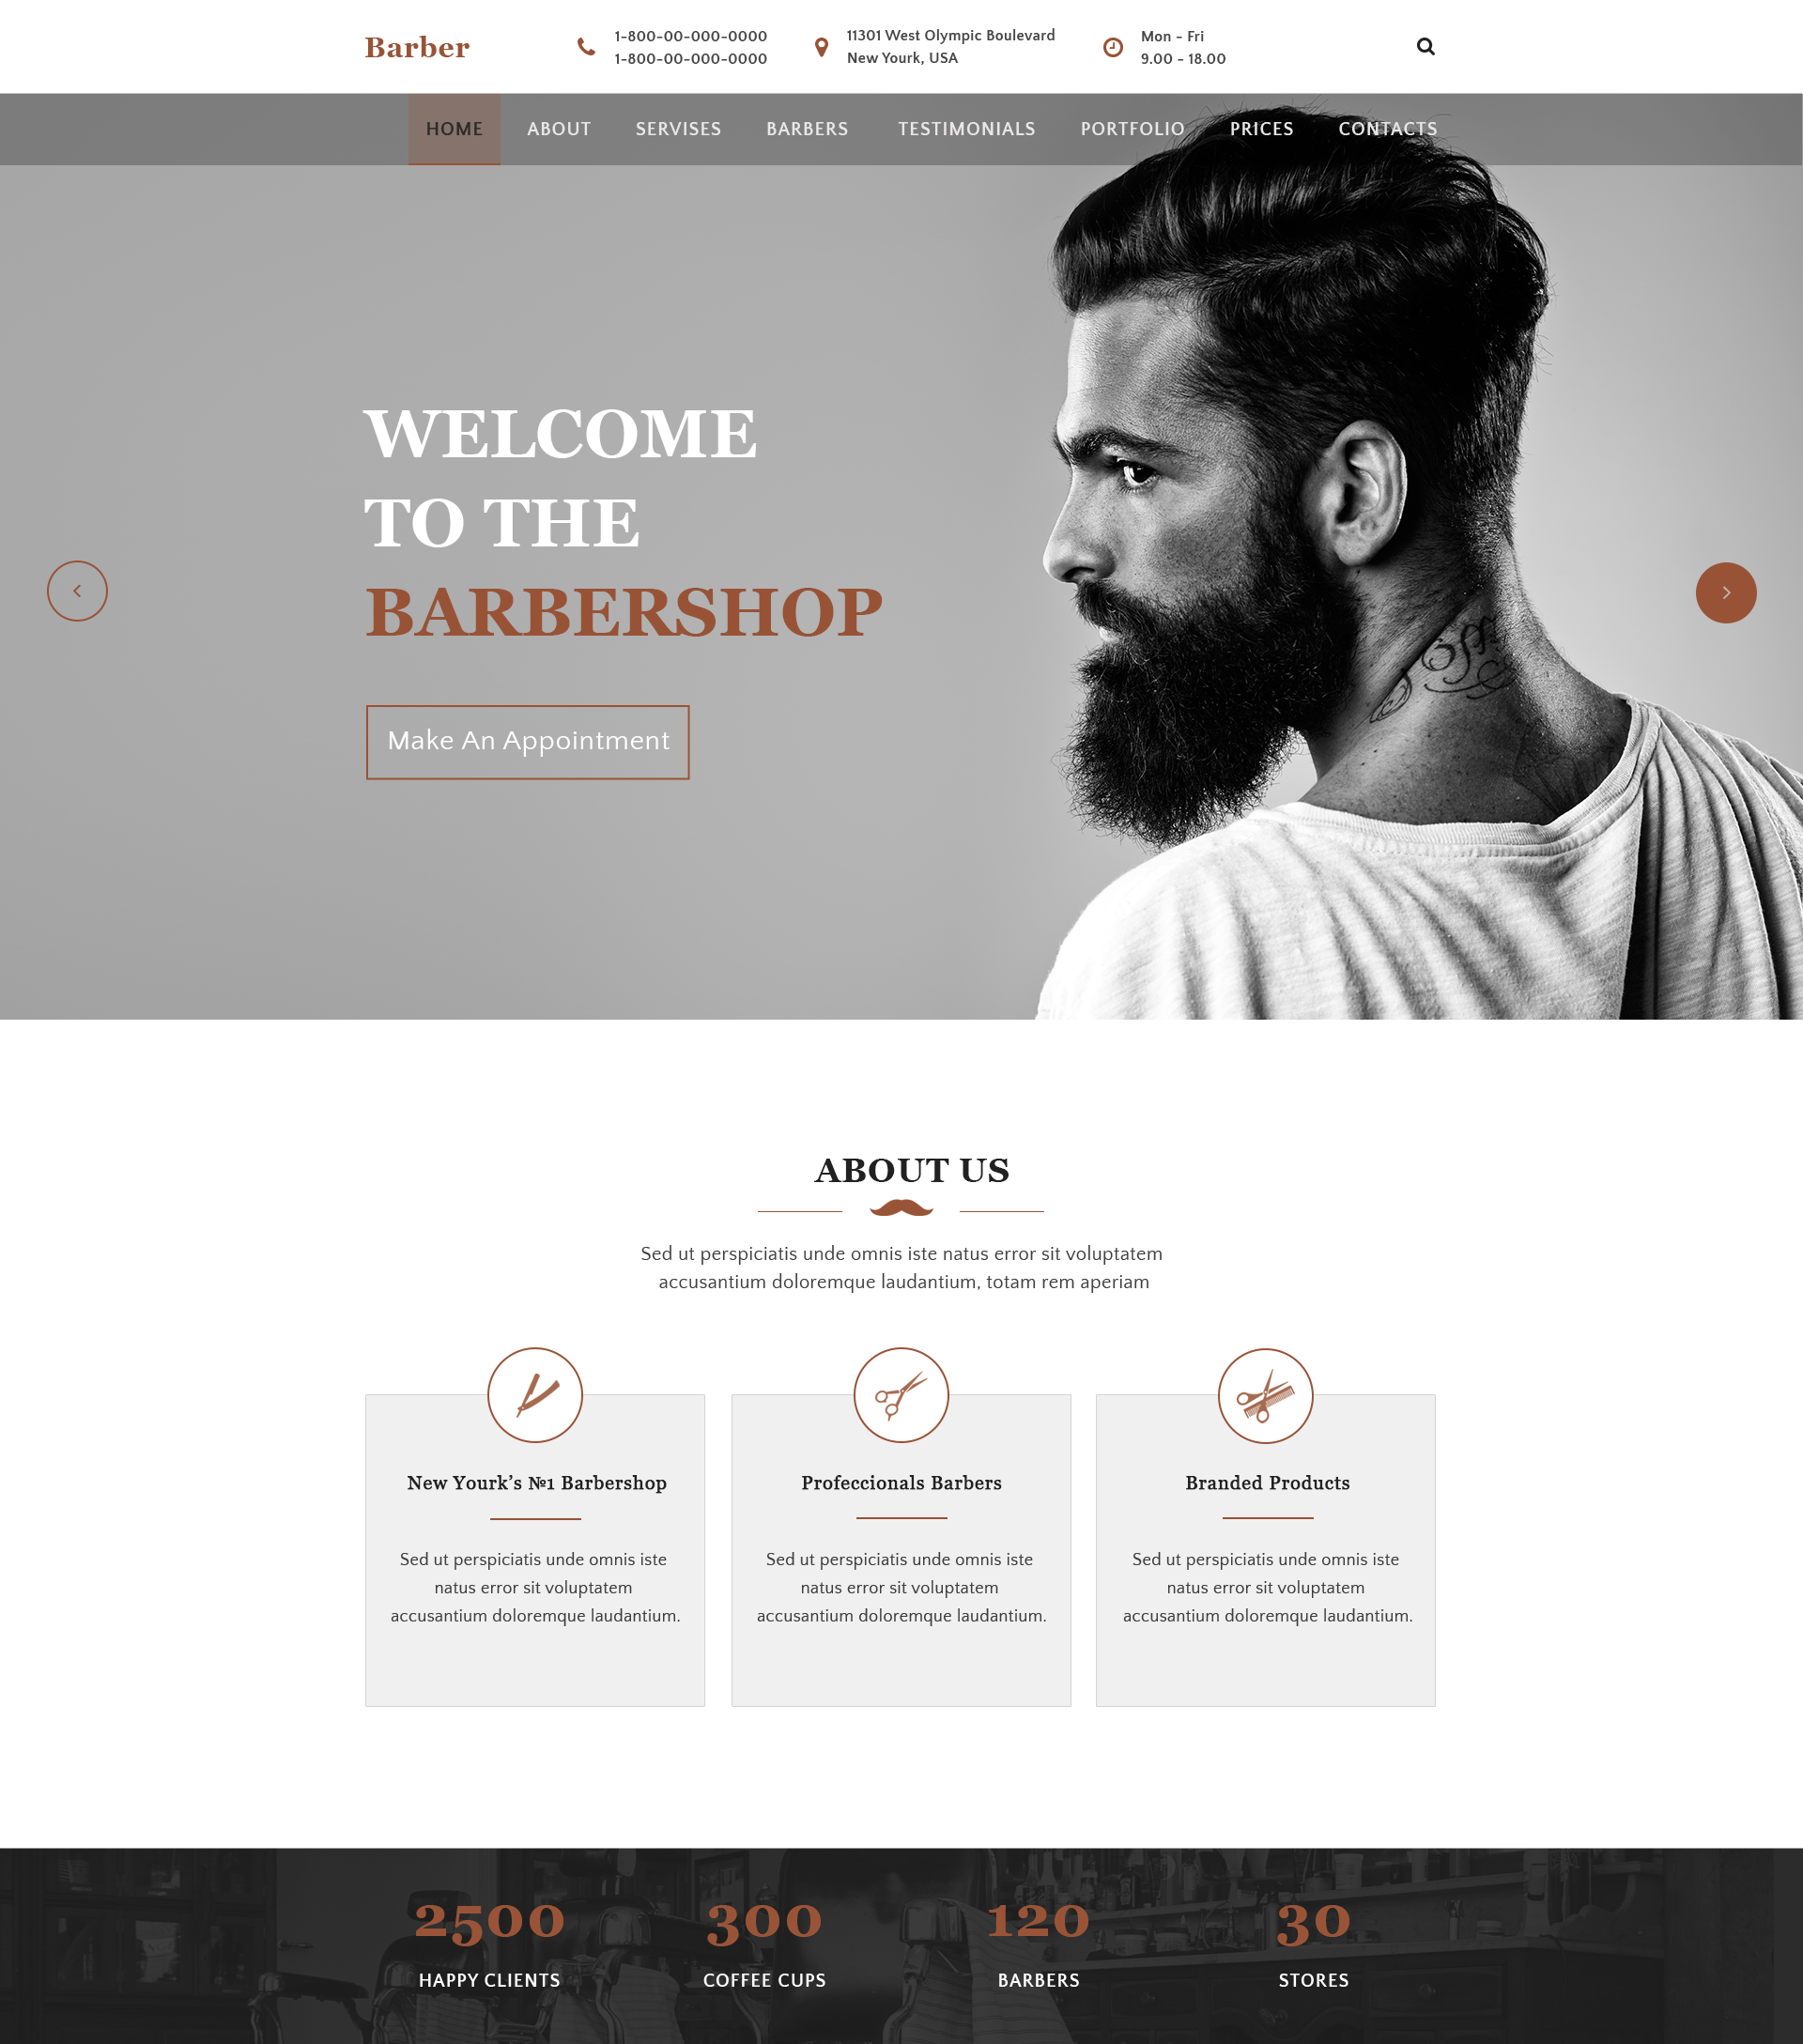 Barber
1-800-00-000-0000
1-800-00-000-0000
11301 West Olympic Boulevard
New Yourk, USA
Mon - Fri
9.00 - 18.00
HOME ABOUT SERVISES BARBERS TESTIMONIALS PORTFOLIO PRICES CONTACTS
WELCOME
TO THE
BARBERSHOP
Make An Appointment
ABOUT US
Sed ut perspiciatis unde omnis iste natus error sit voluptatem
accusantium doloremque laudantium, totam rem aperiam
New Yourk's №1 Barbershop
Sed ut perspiciatis unde omnis iste
natus error sit voluptatem
accusantium doloremque laudantium.
Profeccionals Barbers
Sed ut perspiciatis unde omnis iste
natus error sit voluptatem
accusantium doloremque laudantium.
Branded Products
Sed ut perspiciatis unde omnis iste
natus error sit voluptatem
accusantium doloremque laudantium.
2500
HAPPY CLIENTS
300
COFFEE CUPS
120
BARBERS
30
STORES